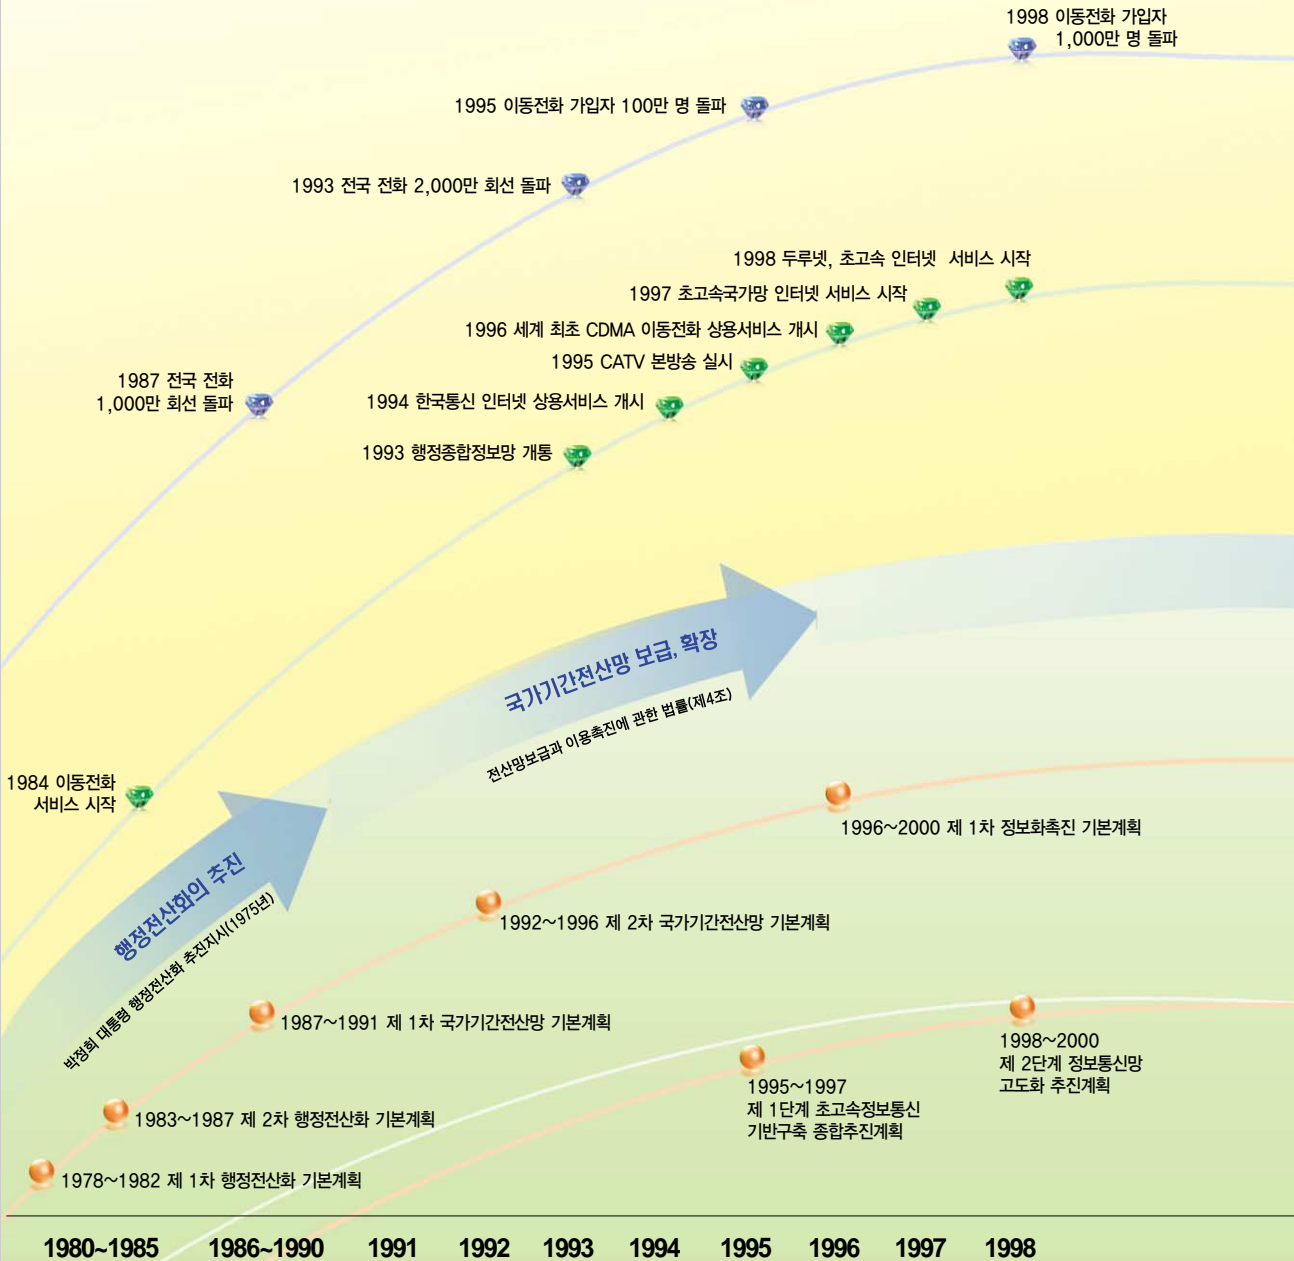 1998 이동전화 가입자
1,000만 명 돌파
1995 이동전화 가입자 100만 명 돌파
1993 전국 전화 2,000만 회선 돌파
1987 전국 전화
1,000만 회선 돌파
1998 두루넷, 초고속 인터넷 서비스 시작
1997 초고속국가망 인터넷 서비스 시작
1996 세계 최초 CDMA 이동전화 상용서비스 개시
1995 CATV 본방송 실시
1994 한국통신 인터넷 상용서비스 개시
1993 행정종합정보망 개통
1984 이동전화
서비스 시작
국가기간전산망 보급, 확장
전산망보급과 이용촉진에 관한 법률(제4조)
행정전산화의 추진
박정희 대통령 행정전산화 추진지시(1975년)
1996~2000 제 1차 정보화촉진 기본계획
1992~1996 제 2차 국가기간전산망 기본계획
1987~1991 제 1차 국가기간전산망 기본계획
1983~1987 제 2차 행정전산화 기본계획
1978~1982 제 1차 행정전산화 기본계획
1998~2000
제 2단계 정보통신망
고도화 추진계획
1995~1997
제 1단계 초고속정보통신
기반구축 종합추진계획
1980~1985 1986~1990 1991 1992 1993 1994 1995 1996 1997 1998